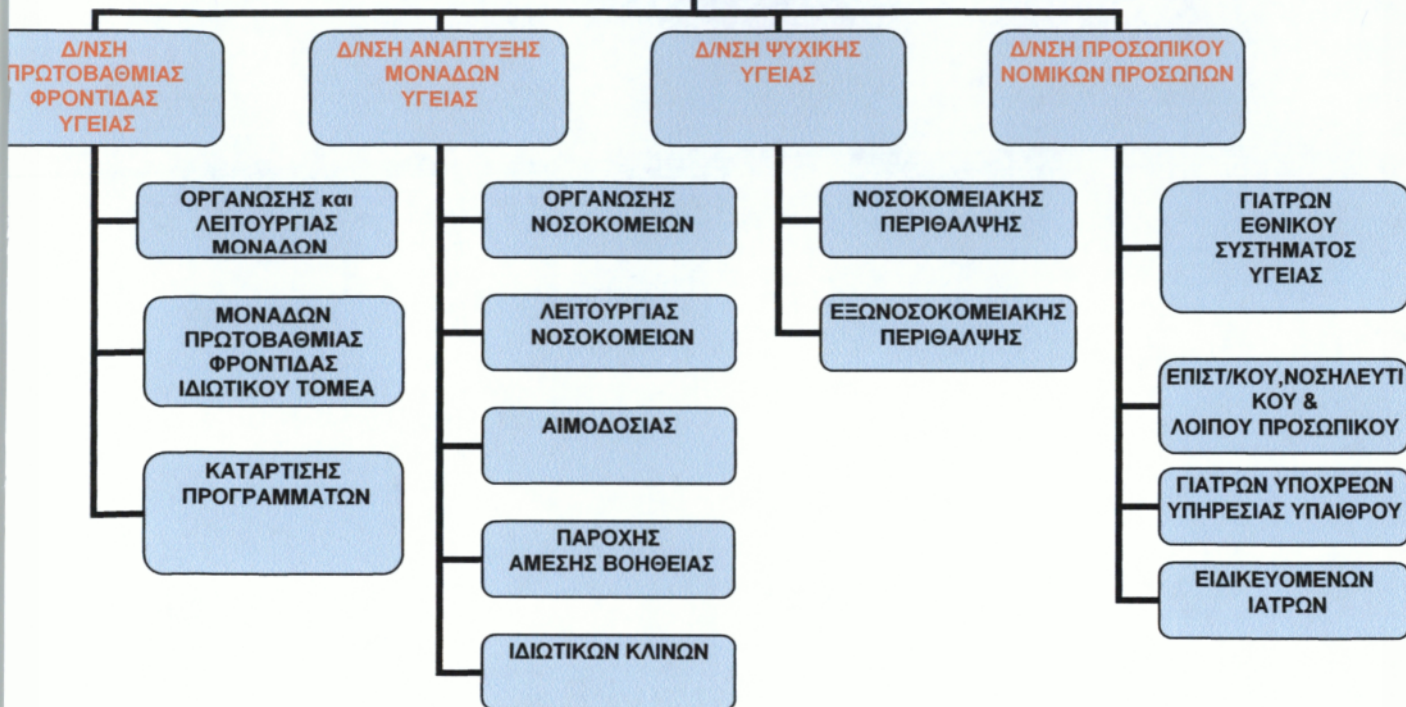 Δ/ΝΣΗ
ΠΡΩΤΟΒΑΘΜΙΑΣ
ΦΡΟΝΤΙΔΑΣ
ΥΓΕΙΑΣ
ΟΡΓΑΝΩΣΗΣ και
ΛΕΙΤΟΥΡΓΙΑΣ
ΜΟΝΑΔΩΝ
ΜΟΝΑΔΩΝ
ΠΡΩΤΟΒΑΘΜΙΑΣ
ΦΡΟΝΤΙΔΑΣ
ΙΔΙΩΤΙΚΟΥ ΤΟΜΕΑ
ΚΑΤΑΡΤΙΣΗΣ
ΠΡΟΓΡΑΜΜΑΤΩΝ
Δ/ΝΣΗ ΑΝΑΠΤΥΞΗΣ
ΜΟΝΑΔΩΝ
ΥΓΕΙΑΣ
ΟΡΓΑΝΩΣΗΣ
ΝΟΣΟΚΟΜΕΙΩΝ
ΛΕΙΤΟΥΡΓΙΑΣ
ΝΟΣΟΚΟΜΕΙΩΝ
ΑΙΜΟΔΟΣΙΑΣ
ΠΑΡΟΧΗΣ
ΑΜΕΣΗΣ ΒΟΗΘΕΙΑΣ
ΙΔΙΩΤΙΚΩΝ ΚΛΙΝΩΝ
Δ/ΝΣΗ ΨΥΧΙΚΗΣ
ΥΓΕΙΑΣ
ΝΟΣΟΚΟΜΕΙΑΚΗΣ
ΠΕΡΙΘΑΛΨΗΣ
ΕΞΩΝΟΣΟΚΟΜΕΙΑΚΗΣ
ΠΕΡΙΘΑΛΨΗΣ
Δ/ΝΣΗ ΠΡΟΣΩΠΙΚΟΥ
ΝΟΜΙΚΩΝ ΠΡΟΣΩΠΩΝ
ΓΙΑΤΡΩΝ
ΕΘΝΙΚΟΥ
ΣΥΣΤΗΜΑΤΟΣ
ΥΓΕΙΑΣ
ΕΠΙΣΤ/ΚΟΥ,ΝΟΣΗΛΕΥΤΙ
ΚΟΥ &
ΛΟΙΠΟΥ ΠΡΟΣΩΠΙΚΟΥ
ΓΙΑΤΡΩΝ ΥΠΟΧΡΕΩΝ
ΥΠΗΡΕΣΙΑΣ ΥΠΑΙΘΡΟΥ
ΕΙΔΙΚΕΥΟΜΕΝΩΝ
ΙΑΤΡΩΝ